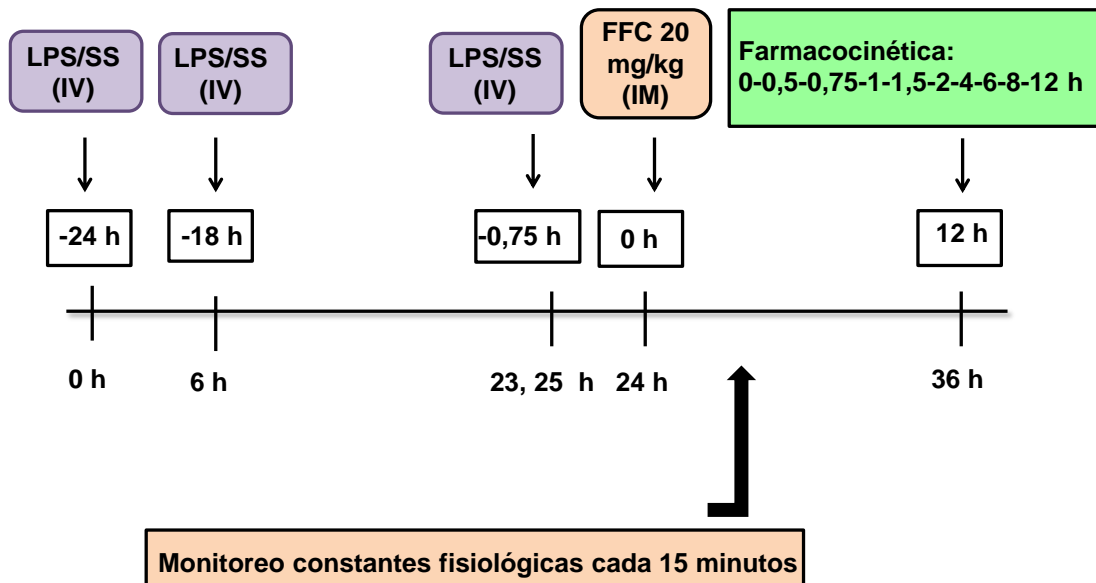 LPS/SS
(IV)
LPS/SS
(IV)
LPS/SS
(IV)
FFC 20
mg/kg
(IM)
Farmacocinética:
0-0,5-0,75-1-1,5-2-4-6-8-12 h
-24 h
-18 h
-0,75 h
0 h
12 h
0 h
6 h
23, 25 h
24 h
36 h
Monitoreo constantes fisiológicas cada 15 minutos